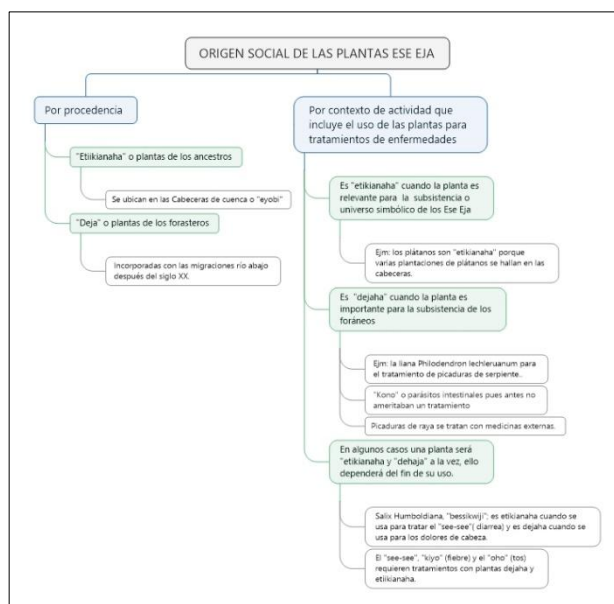 ORIGEN SOCIAL DE LAS PLANTAS ESE EJA
Por procedencia
"Etiikianaha" o plantas de los ancestros
Se ubican en las Cabeceras de cuenca o "eyobi"
"Deja" o plantas de los forasteros
Incorporadas con las migraciones río abajo
después del siglo XX.
Por contexto de actividad que
incluye el uso de las plantas para
tratamientos de enfermedades
Es "etikianaha" cuando la planta es
relevante para la subsistencia o
universo simbólico de los Ese Eja
Ejm: los plátanos son "etikianaha" porque
varias plantaciones de plátanos se hallan en las
cabeceras.
Es "dejaha" cuando la planta es
importante para la subsistencia de los
foráneos
Ejm: la liana Philodendron lechleruanum para
el tratamiento de picaduras de serpiente..
"Kono" o parásitos intestinales pues antes no
ameritaban un tratamiento
Picaduras de raya se tratan con medicinas externas.
En algunos casos una planta será
"etikianaha y "dehaja" a la vez, ello
dependerá del fin de su uso.
Salix Humboldiana, "bessikwiji"; es etikianaha cuando se
usa para tratar el "see-see"( diarrea) y es dejaha cuando se
usa para los dolores de cabeza.
El "see-see", "kiyo" (fiebre) y el "oho" (tos)
requieren tratamientos con plantas dejaha y
etiikianaha.